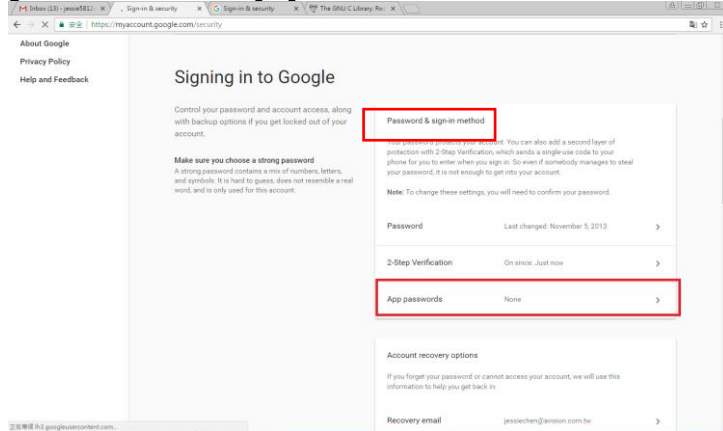 Inbox (13) - jessie5812
Sign-in & security
Sign-in & security
The GNU C Library: Re
安全 | https://myaccount.google.com/security
About Google
Privacy Policy
Help and Feedback
Signing in to Google
Control your password and account access, along
with backup options if you get locked out of your
account.
Make sure you choose a strong password
A strong password contains a mix of numbers, letters,
and symbols. It is hard to guess, does not resemble a real
word, and is only used for this account.
Password & sign-in method
Your password protects your account. You can also add a second layer of
protection with 2-Step Verification, which sends a single-use code to your
phone for you to enter when you sign in. So even if somebody manages to steal
your password, it is not enough to get into your account.
Note: To change these settings, you will need to confirm your password.
Password Last changed: November 5, 2013
2-Step Verification On since: Just now
App passwords None
Account recovery options
If you forget your password or cannot access your account, we will use this
information to help you get back in.
Recovery email jessiechen@avision.com.tw
lh3.googleusercontent.com...